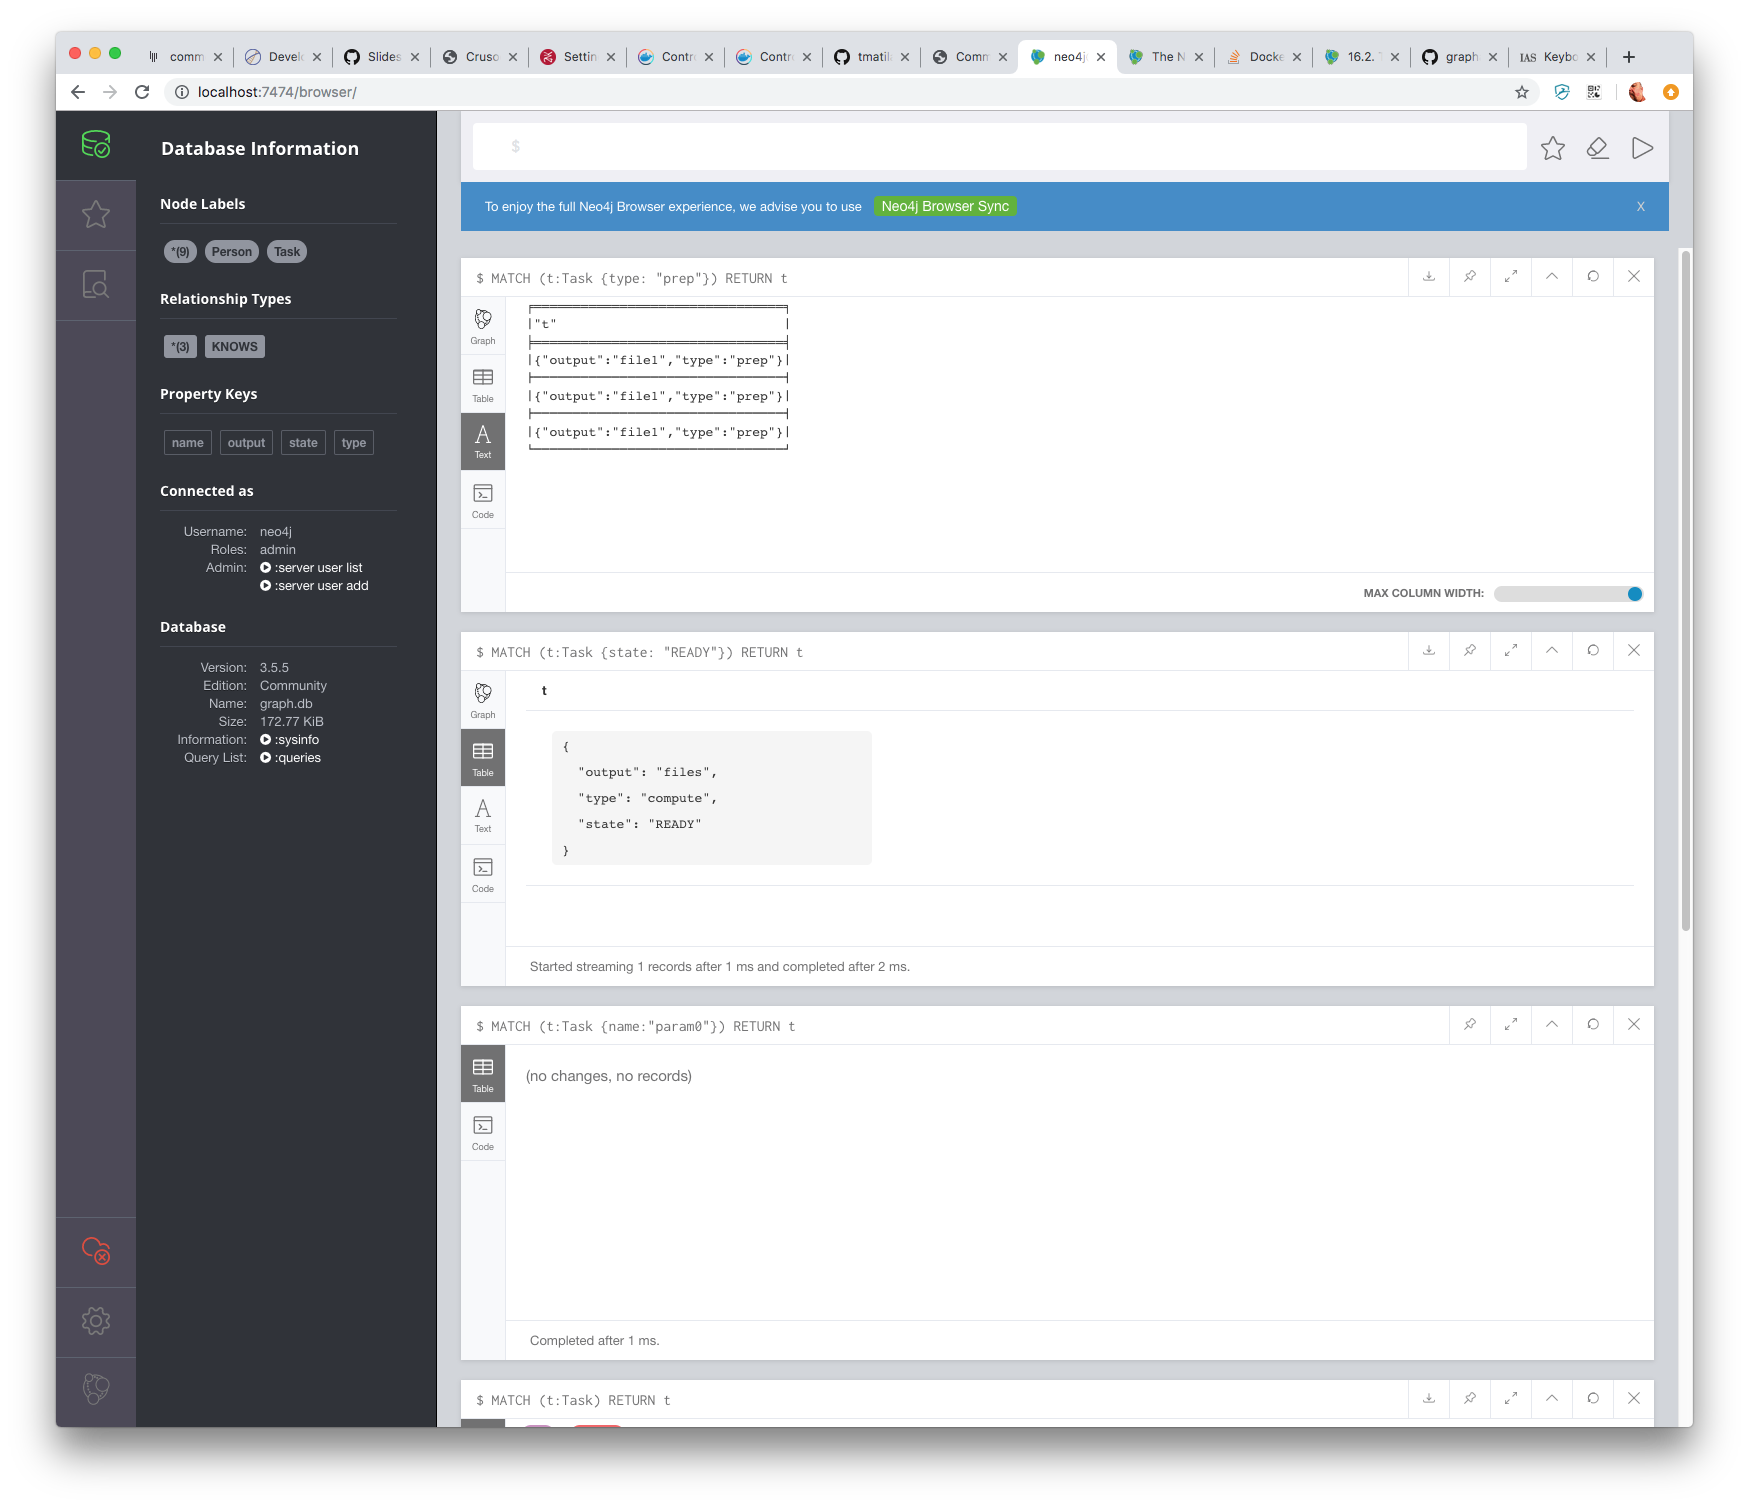 comm
Devel
Slides
Cruso
Settin
Contr
Contr
tmatil
Comm
neo4j
The N
Docke
16.2.
graph
IAS Keybo
localhost:7474/browser/
Database Information
Node Labels
*(9) Person Task
Relationship Types
*(3) KNOWS
Property Keys
name output state type
Connected as
Username: neo4j
Roles: admin
Admin: :server user list
:server user add
Database
Version: 3.5.5
Edition: Community
Name: graph.db
Size: 172.77 KiB
Information: :sysinfo
Query List: :queries
$
To enjoy the full Neo4j Browser experience, we advise you to use Neo4j Browser Sync X
$ MATCH (t:Task {type: "prep"}) RETURN t
Graph
Table
Text
Code
"t"
{"output":"file1","type":"prep"}
{"output":"file1","type":"prep"}
{"output":"file1","type":"prep"}
MAX COLUMN WIDTH:
$ MATCH (t:Task {state: "READY"}) RETURN t
Graph
Table
Text
Code
t
{
"output": "files",
"type": "compute",
"state": "READY"
}
Started streaming 1 records after 1 ms and completed after 2 ms.
$ MATCH (t:Task {name:"param0"}) RETURN t
Table
Code
(no changes, no records)
Completed after 1 ms.
$ MATCH (t:Task) RETURN t